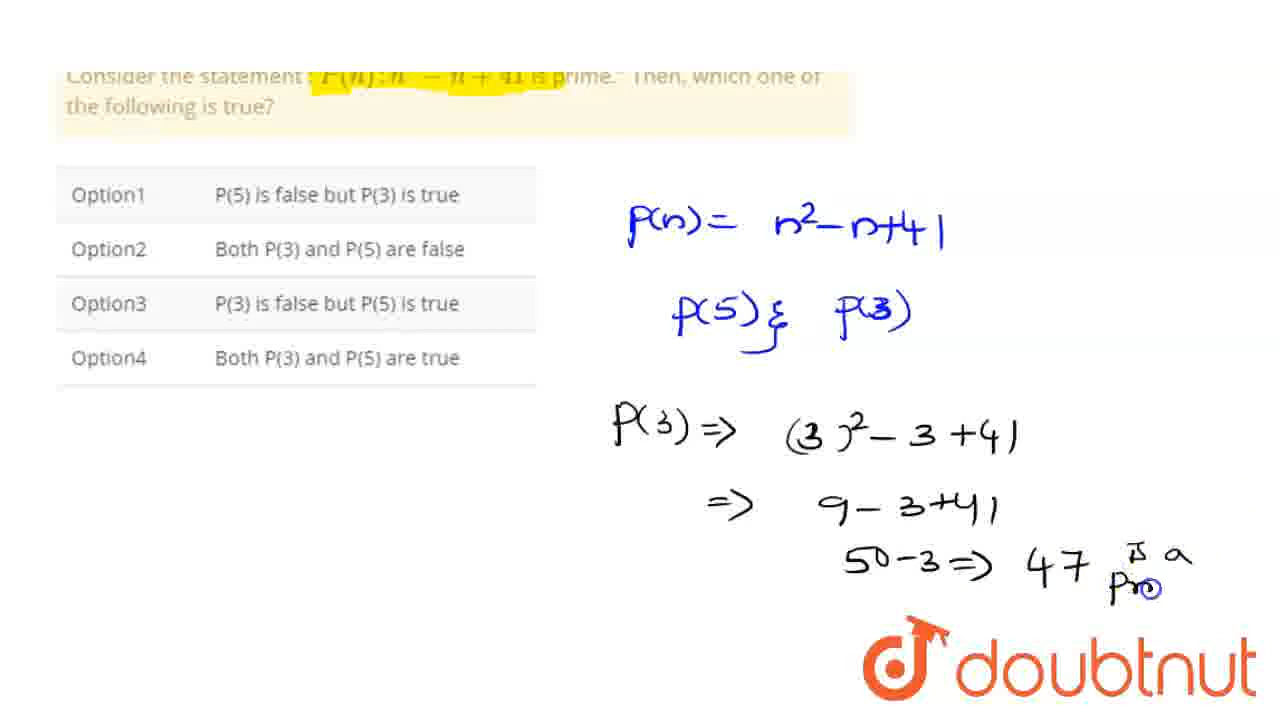 Consider the statement : "P(n) : n² − n + 41 is prime." Then, which one of
the following is true?
Option1 P(5) is false but P(3) is true
Option2 Both P(3) and P(5) are false
Option3 P(3) is false but P(5) is true
Option4 Both P(3) and P(5) are true
P(n) = n² − n + 41
P(5) & P(3)
P(3) ⇒ (3)² − 3 + 41
⇒ 9 − 3 + 41
50 − 3 ⇒ 47 is a
Pri
doubtnut